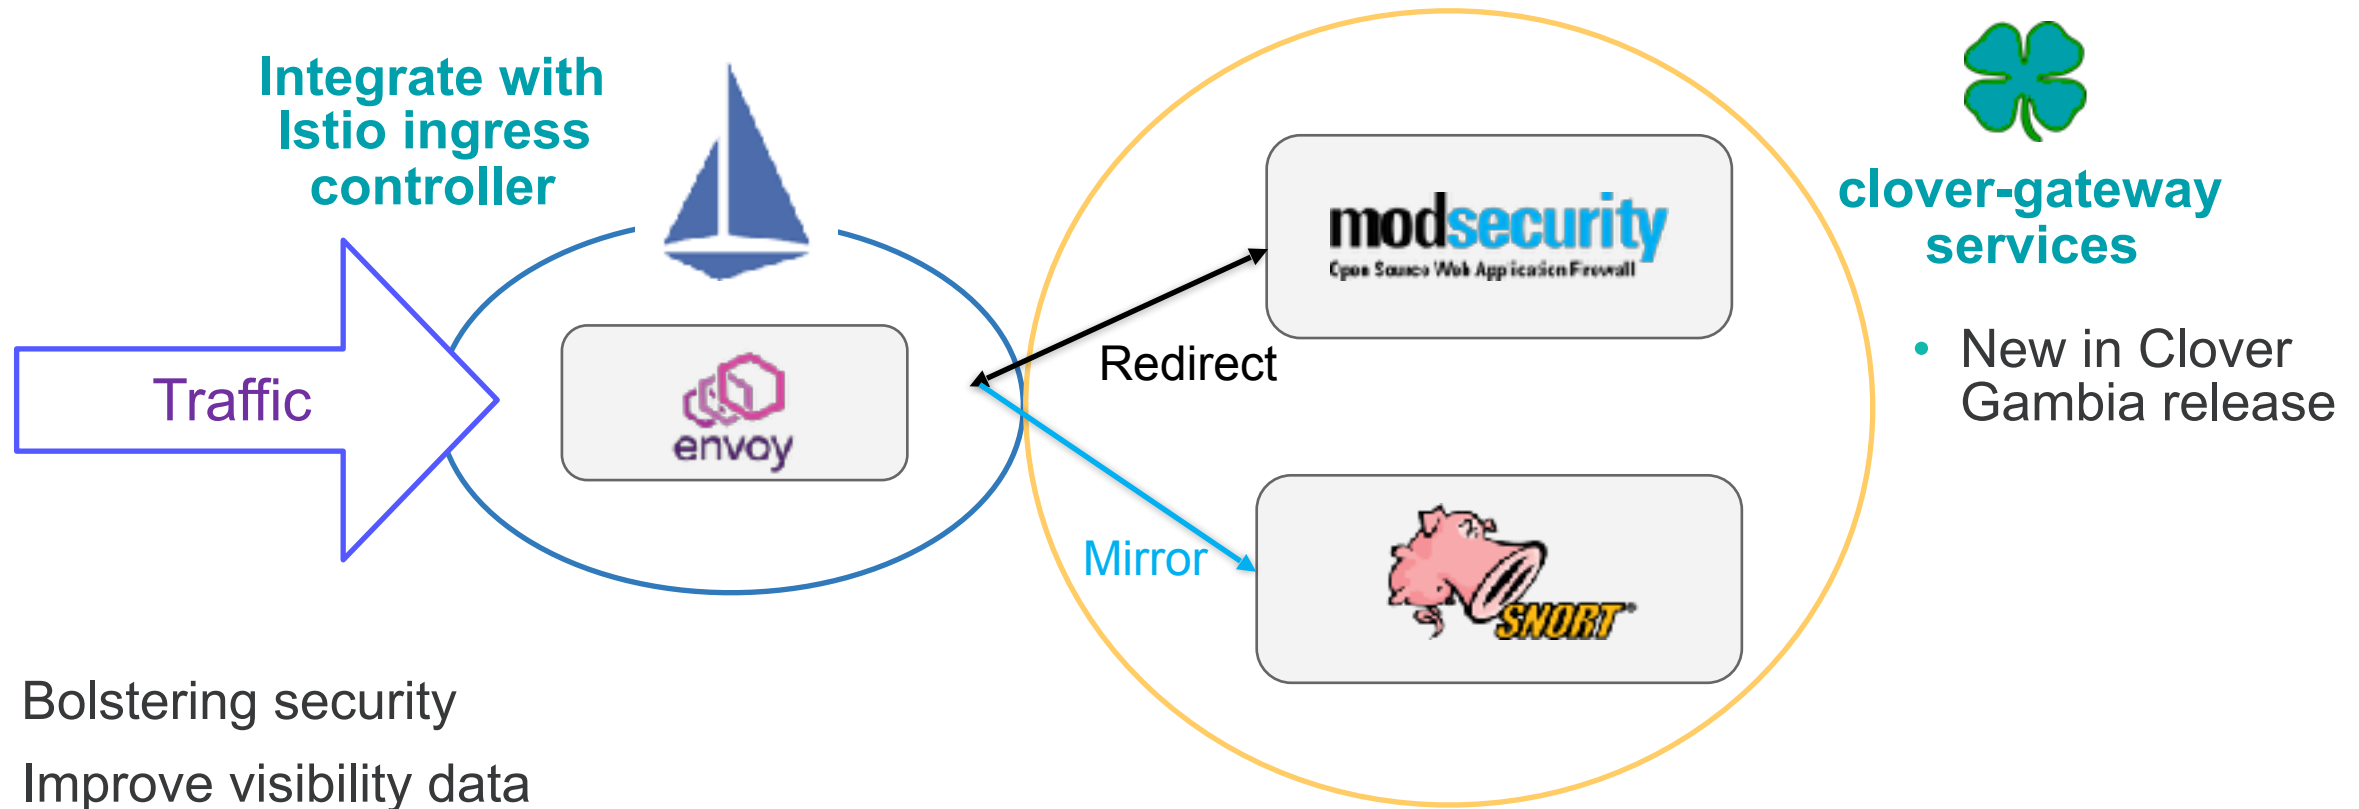 Integrate with
Istio ingress
controller
Traffic
envoy
Redirect
Mirror
modsecurity
Open Source Web Application Firewall
SNORT®
clover-gateway
services
• New in Clover
Gambia release
Bolstering security
Improve visibility data